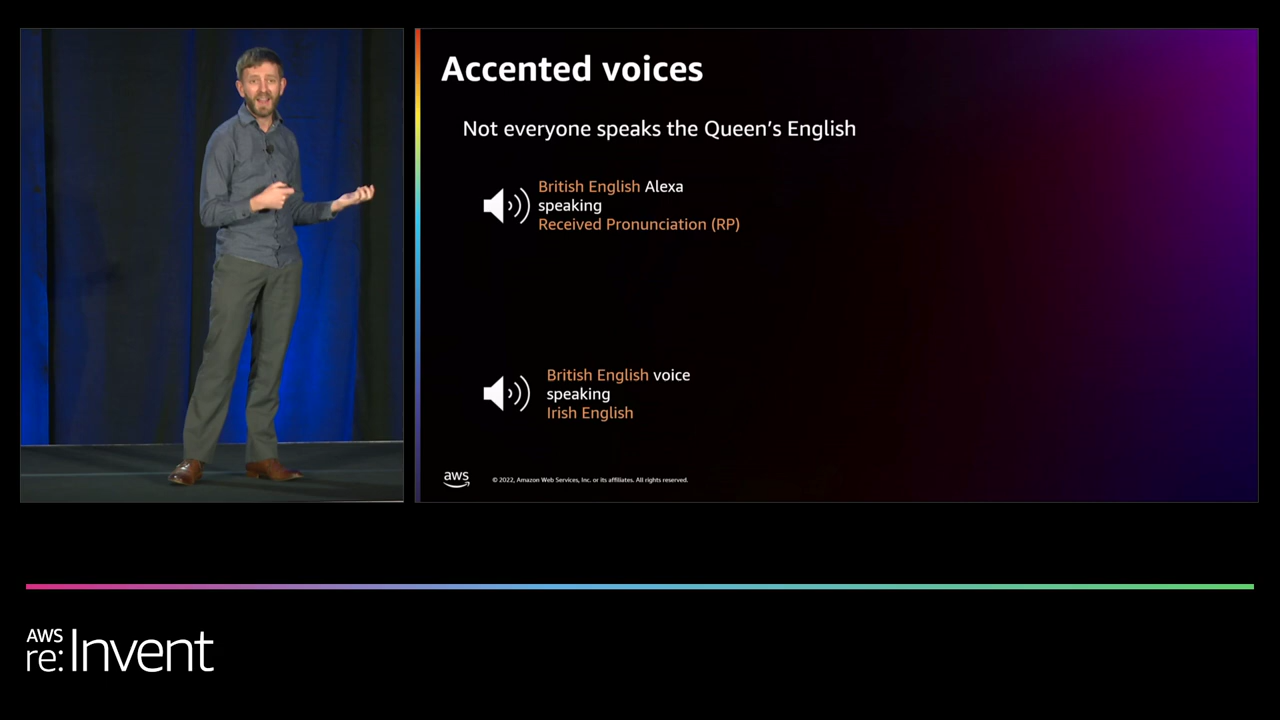 Accented voices
Not everyone speaks the Queen's English
British English Alexa
speaking
Received Pronunciation (RP)
British English voice
speaking
Irish English
aws
© 2022, Amazon Web Services, Inc. or its affiliates. All rights reserved.
AWS
re:Invent